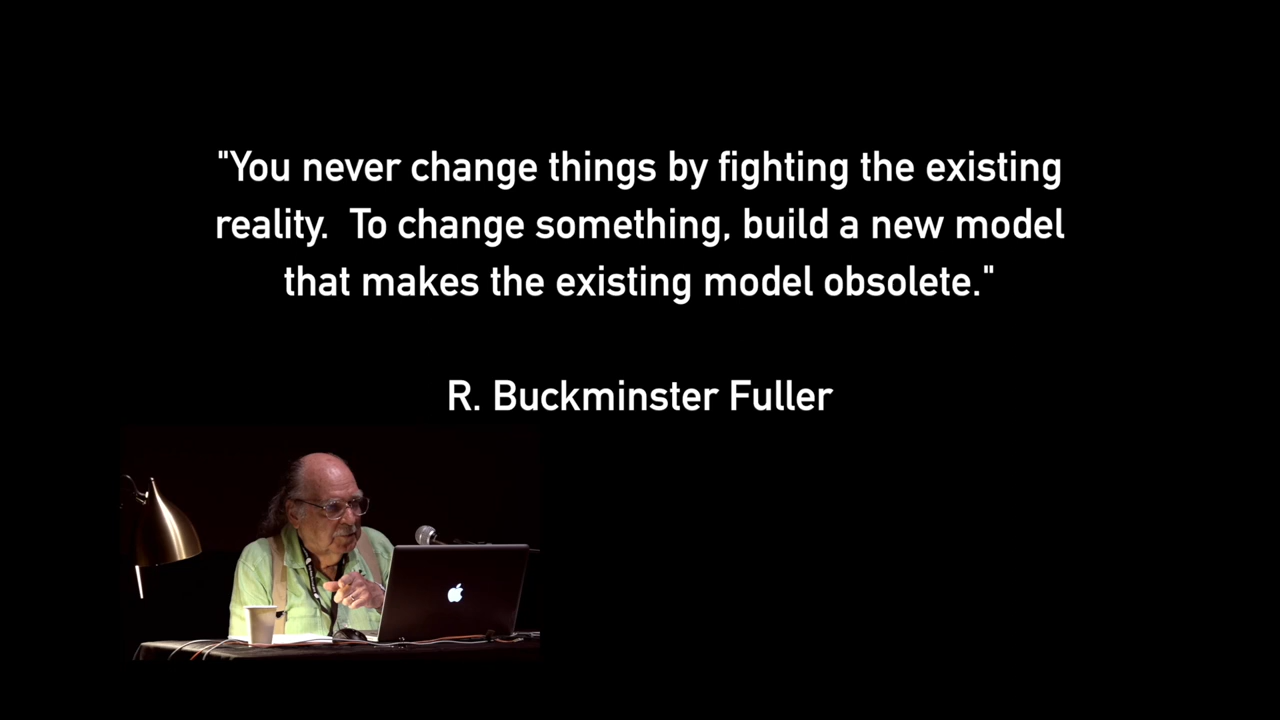 "You never change things by fighting the existing
reality.  To change something, build a new model
that makes the existing model obsolete."
R. Buckminster Fuller